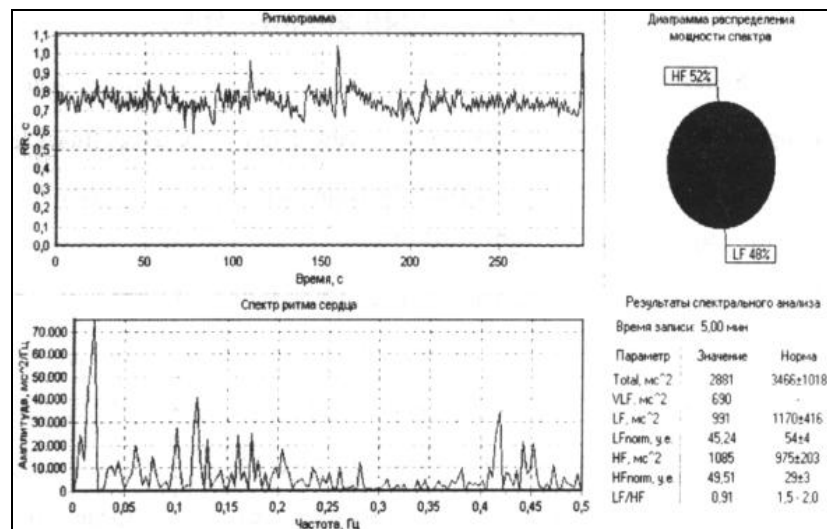 Ритмограмма
1,1
1,0
0,9
0,8
0,7
0,6
0,5
0,4
0,3
0,2
0,1
0,0
RR, с
0 50 100 150 200 250
Время, с
Диаграмма распределения
мощности спектра
HF 52%
LF 48%
Спектр ритма сердца
70.000
60.000
50.000
40.000
30.000
20.000
10.000
0
Амплитуда, мс^2/Гц
0 0,05 0,1 0,15 0,2 0,25 0,3 0,35 0,4 0,45 0,5
Частота, Гц
Результаты спектрального анализа
Время записи: 5,00 мин
Параметр Значение Норма
Total, мс^2 2881 3466±1018
VLF, мс^2 690 -
LF, мс^2 991 1170±416
LFnorm, у.е. 45,24 54±4
HF, мс^2 1085 975±203
HFnorm, у.е. 49,51 29±3
LF/HF 0,91 1,5 - 2,0